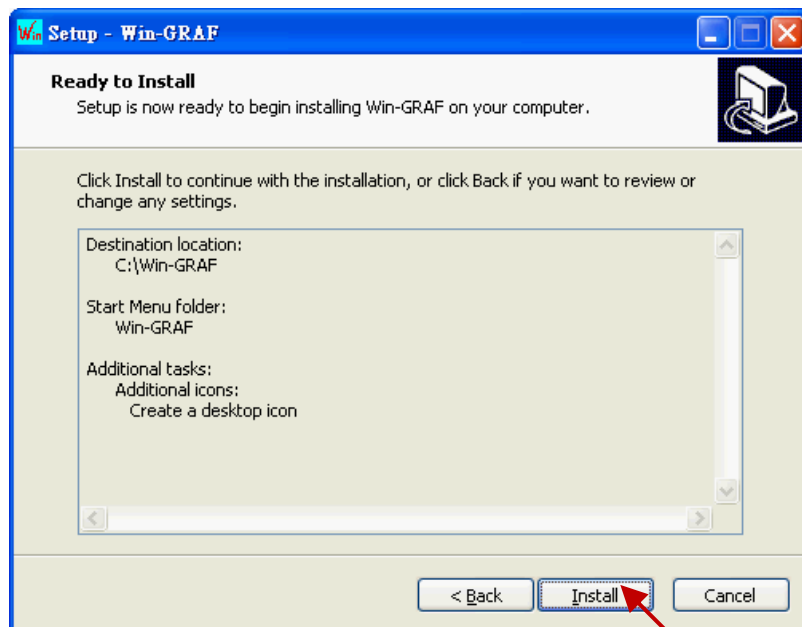 Win Setup - Win-GRAF
Ready to Install
Setup is now ready to begin installing Win-GRAF on your computer.
Click Install to continue with the installation, or click Back if you want to review or
change any settings.
Destination location:
C:\Win-GRAF
Start Menu folder:
Win-GRAF
Additional tasks:
Additional icons:
Create a desktop icon
< Back Install Cancel